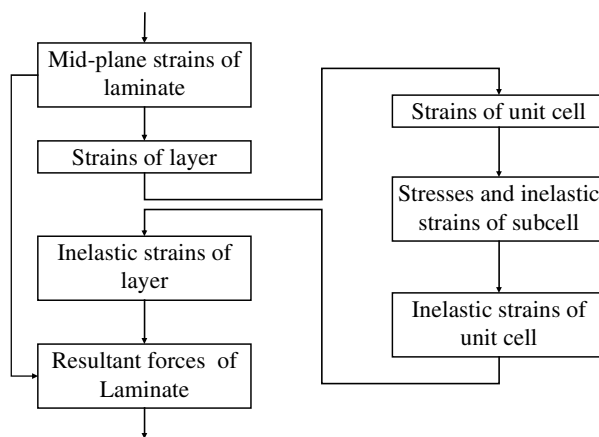 Mid-plane strains of
laminate
Strains of layer
Inelastic strains of
layer
Resultant forces of
Laminate
Strains of unit cell
Stresses and inelastic
strains of subcell
Inelastic strains of
unit cell